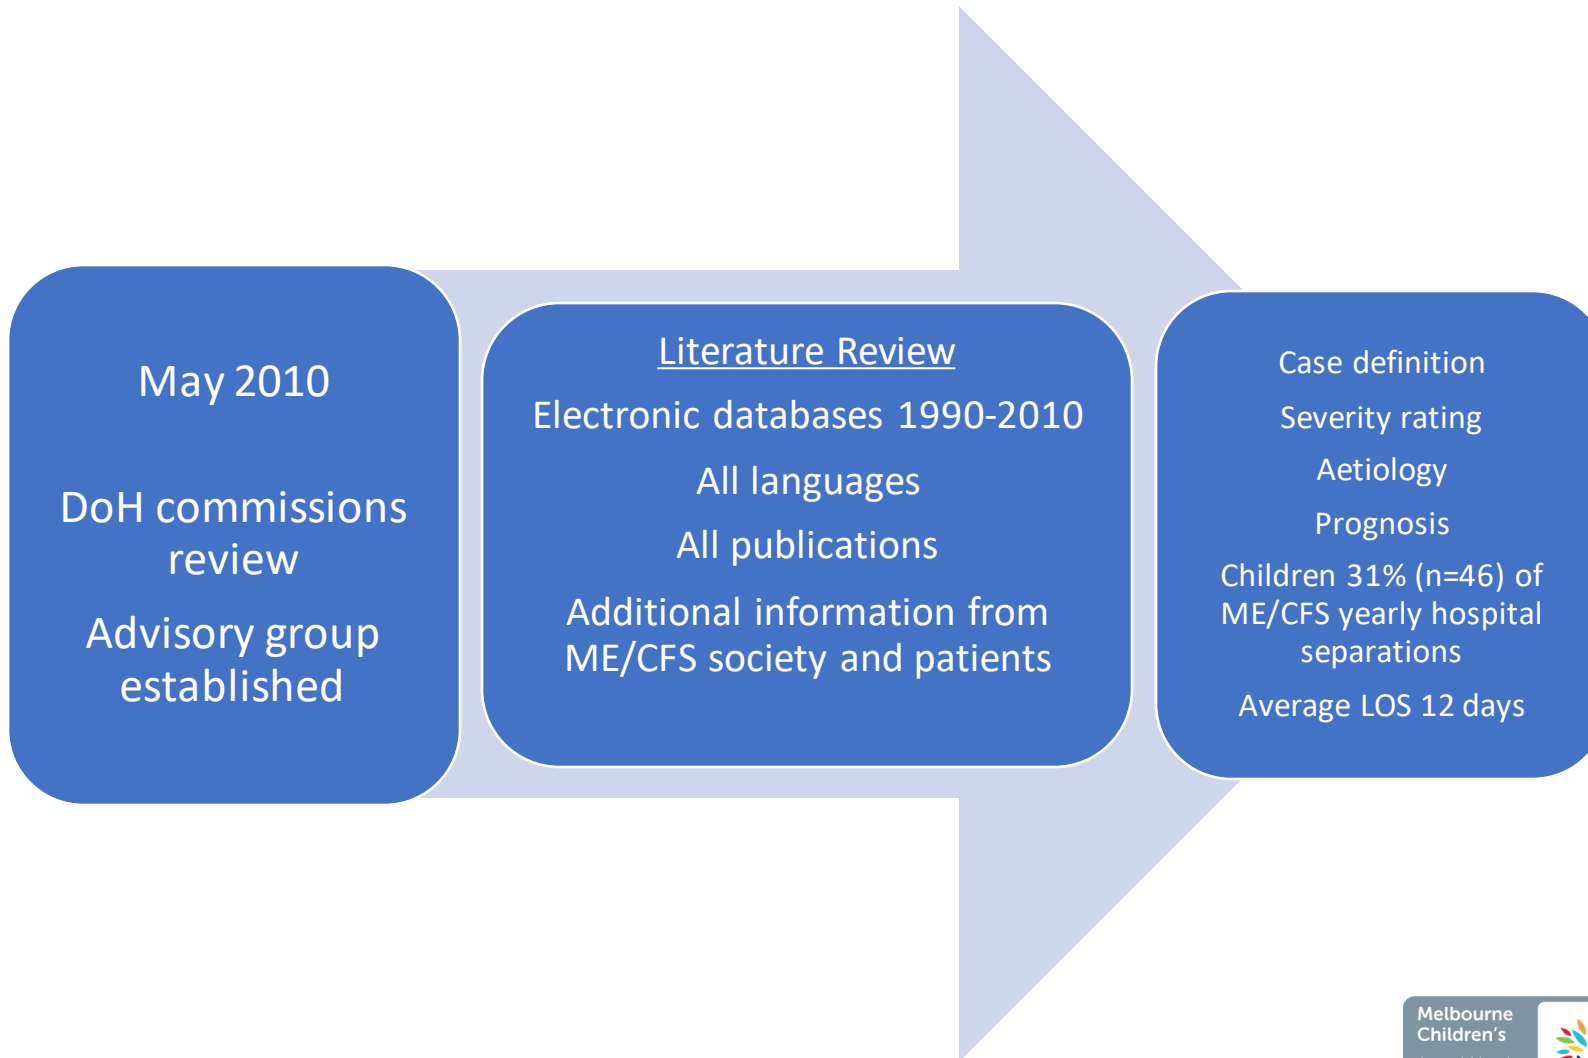 May 2010
DoH commissions
review
Advisory group
established
Literature Review
Electronic databases 1990-2010
All languages
All publications
Additional information from
ME/CFS society and patients
Case definition
Severity rating
Aetiology
Prognosis
Children 31% (n=46) of
ME/CFS yearly hospital
separations
Average LOS 12 days
Melbourne
Children's